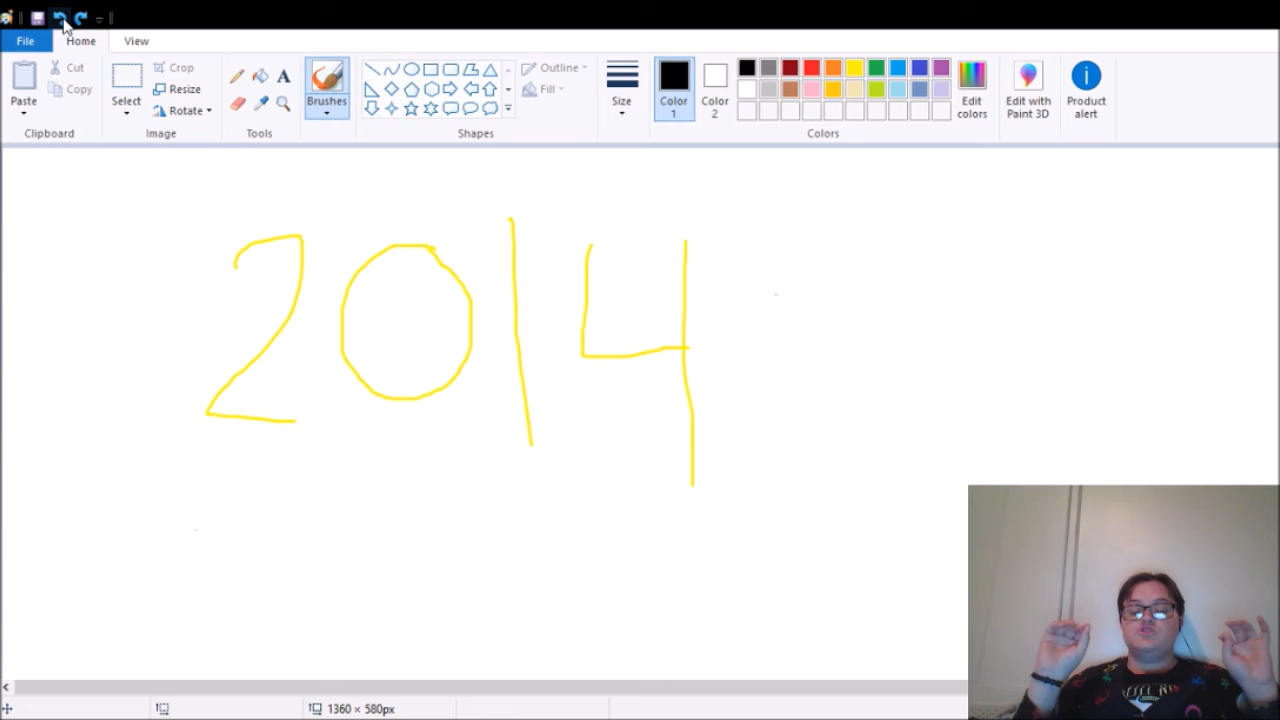 File Home View
Cut Crop Outline
Copy Resize Fill
Paste Select Rotate Brushes Size Color 1 Color 2 Edit colors Edit with Paint 3D Product alert
Clipboard Image Tools Shapes Colors
A
i
2014
1360 × 580px